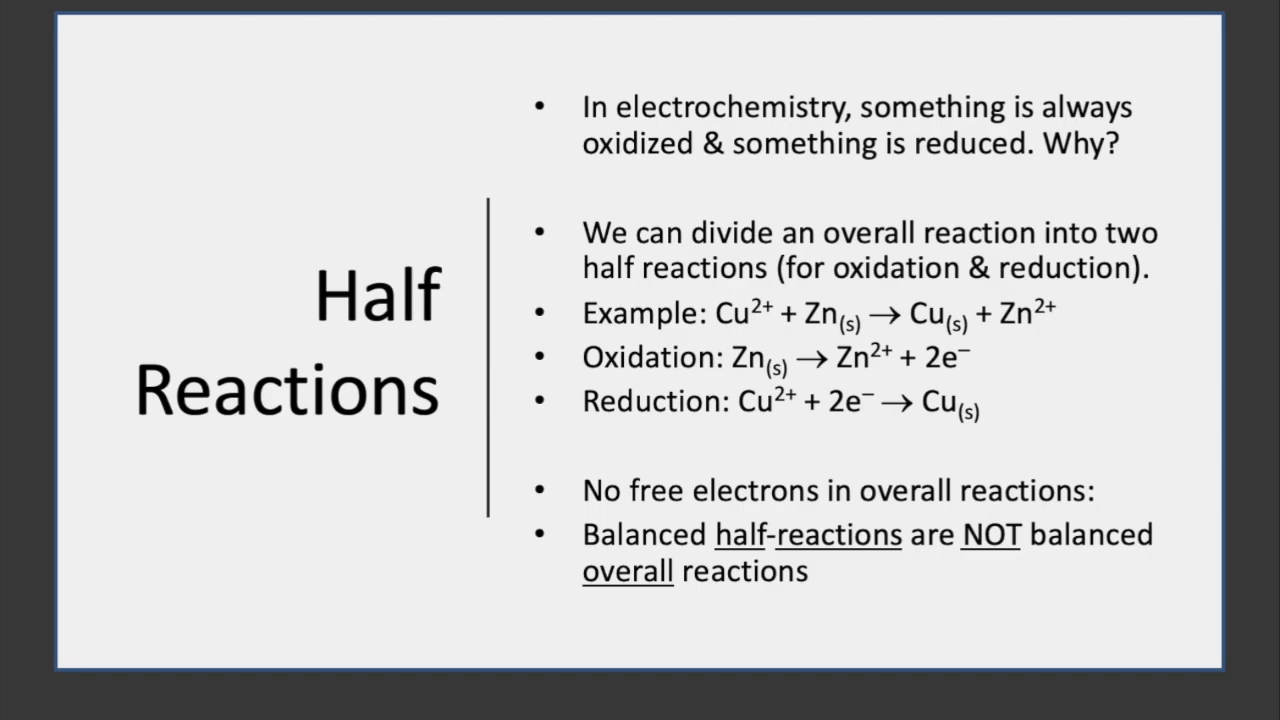 Half
Reactions
• In electrochemistry, something is always
oxidized & something is reduced. Why?
• We can divide an overall reaction into two
half reactions (for oxidation & reduction).
• Example: Cu²⁺ + Zn₍ₛ₎ → Cu₍ₛ₎ + Zn²⁺
• Oxidation: Zn₍ₛ₎ → Zn²⁺ + 2e⁻
• Reduction: Cu²⁺ + 2e⁻ → Cu₍ₛ₎
• No free electrons in overall reactions:
• Balanced half-reactions are NOT balanced
overall reactions